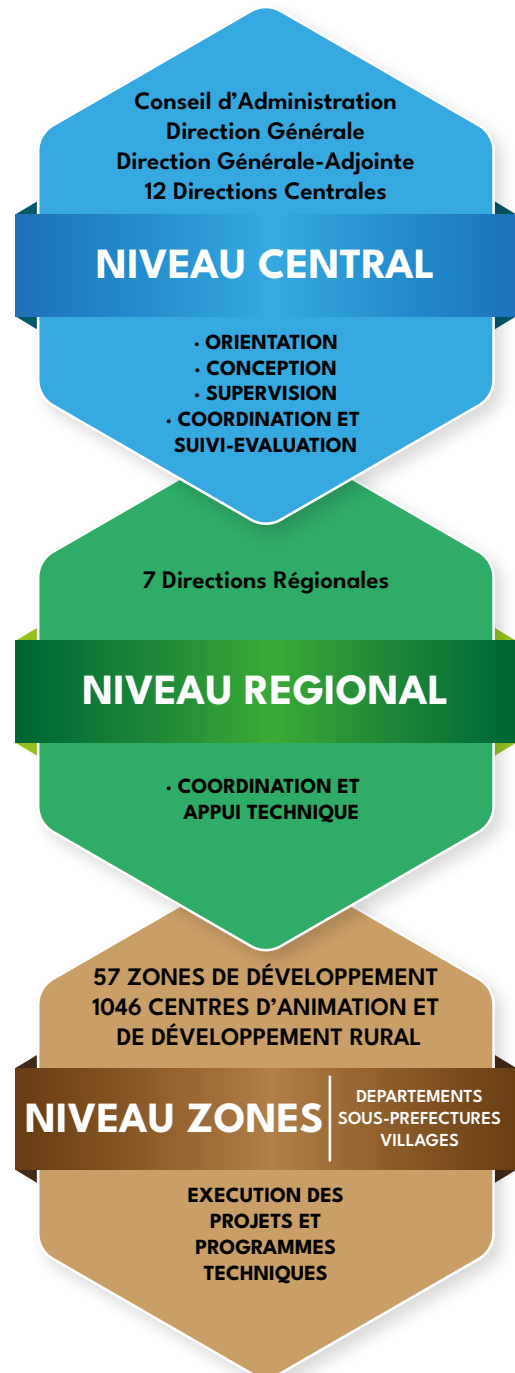 Conseil d’Administration
Direction Générale
Direction Générale-Adjointe
12 Directions Centrales
NIVEAU CENTRAL
· ORIENTATION
· CONCEPTION
· SUPERVISION
· COORDINATION ET
SUIVI-EVALUATION
7 Directions Régionales
NIVEAU REGIONAL
· COORDINATION ET
APPUI TECHNIQUE
57 ZONES DE DÉVELOPPEMENT
1046 CENTRES D’ANIMATION ET
DE DÉVELOPPEMENT RURAL
NIVEAU ZONES
DEPARTEMENTS
SOUS-PREFECTURES
VILLAGES
EXECUTION DES
PROJETS ET
PROGRAMMES
TECHNIQUES